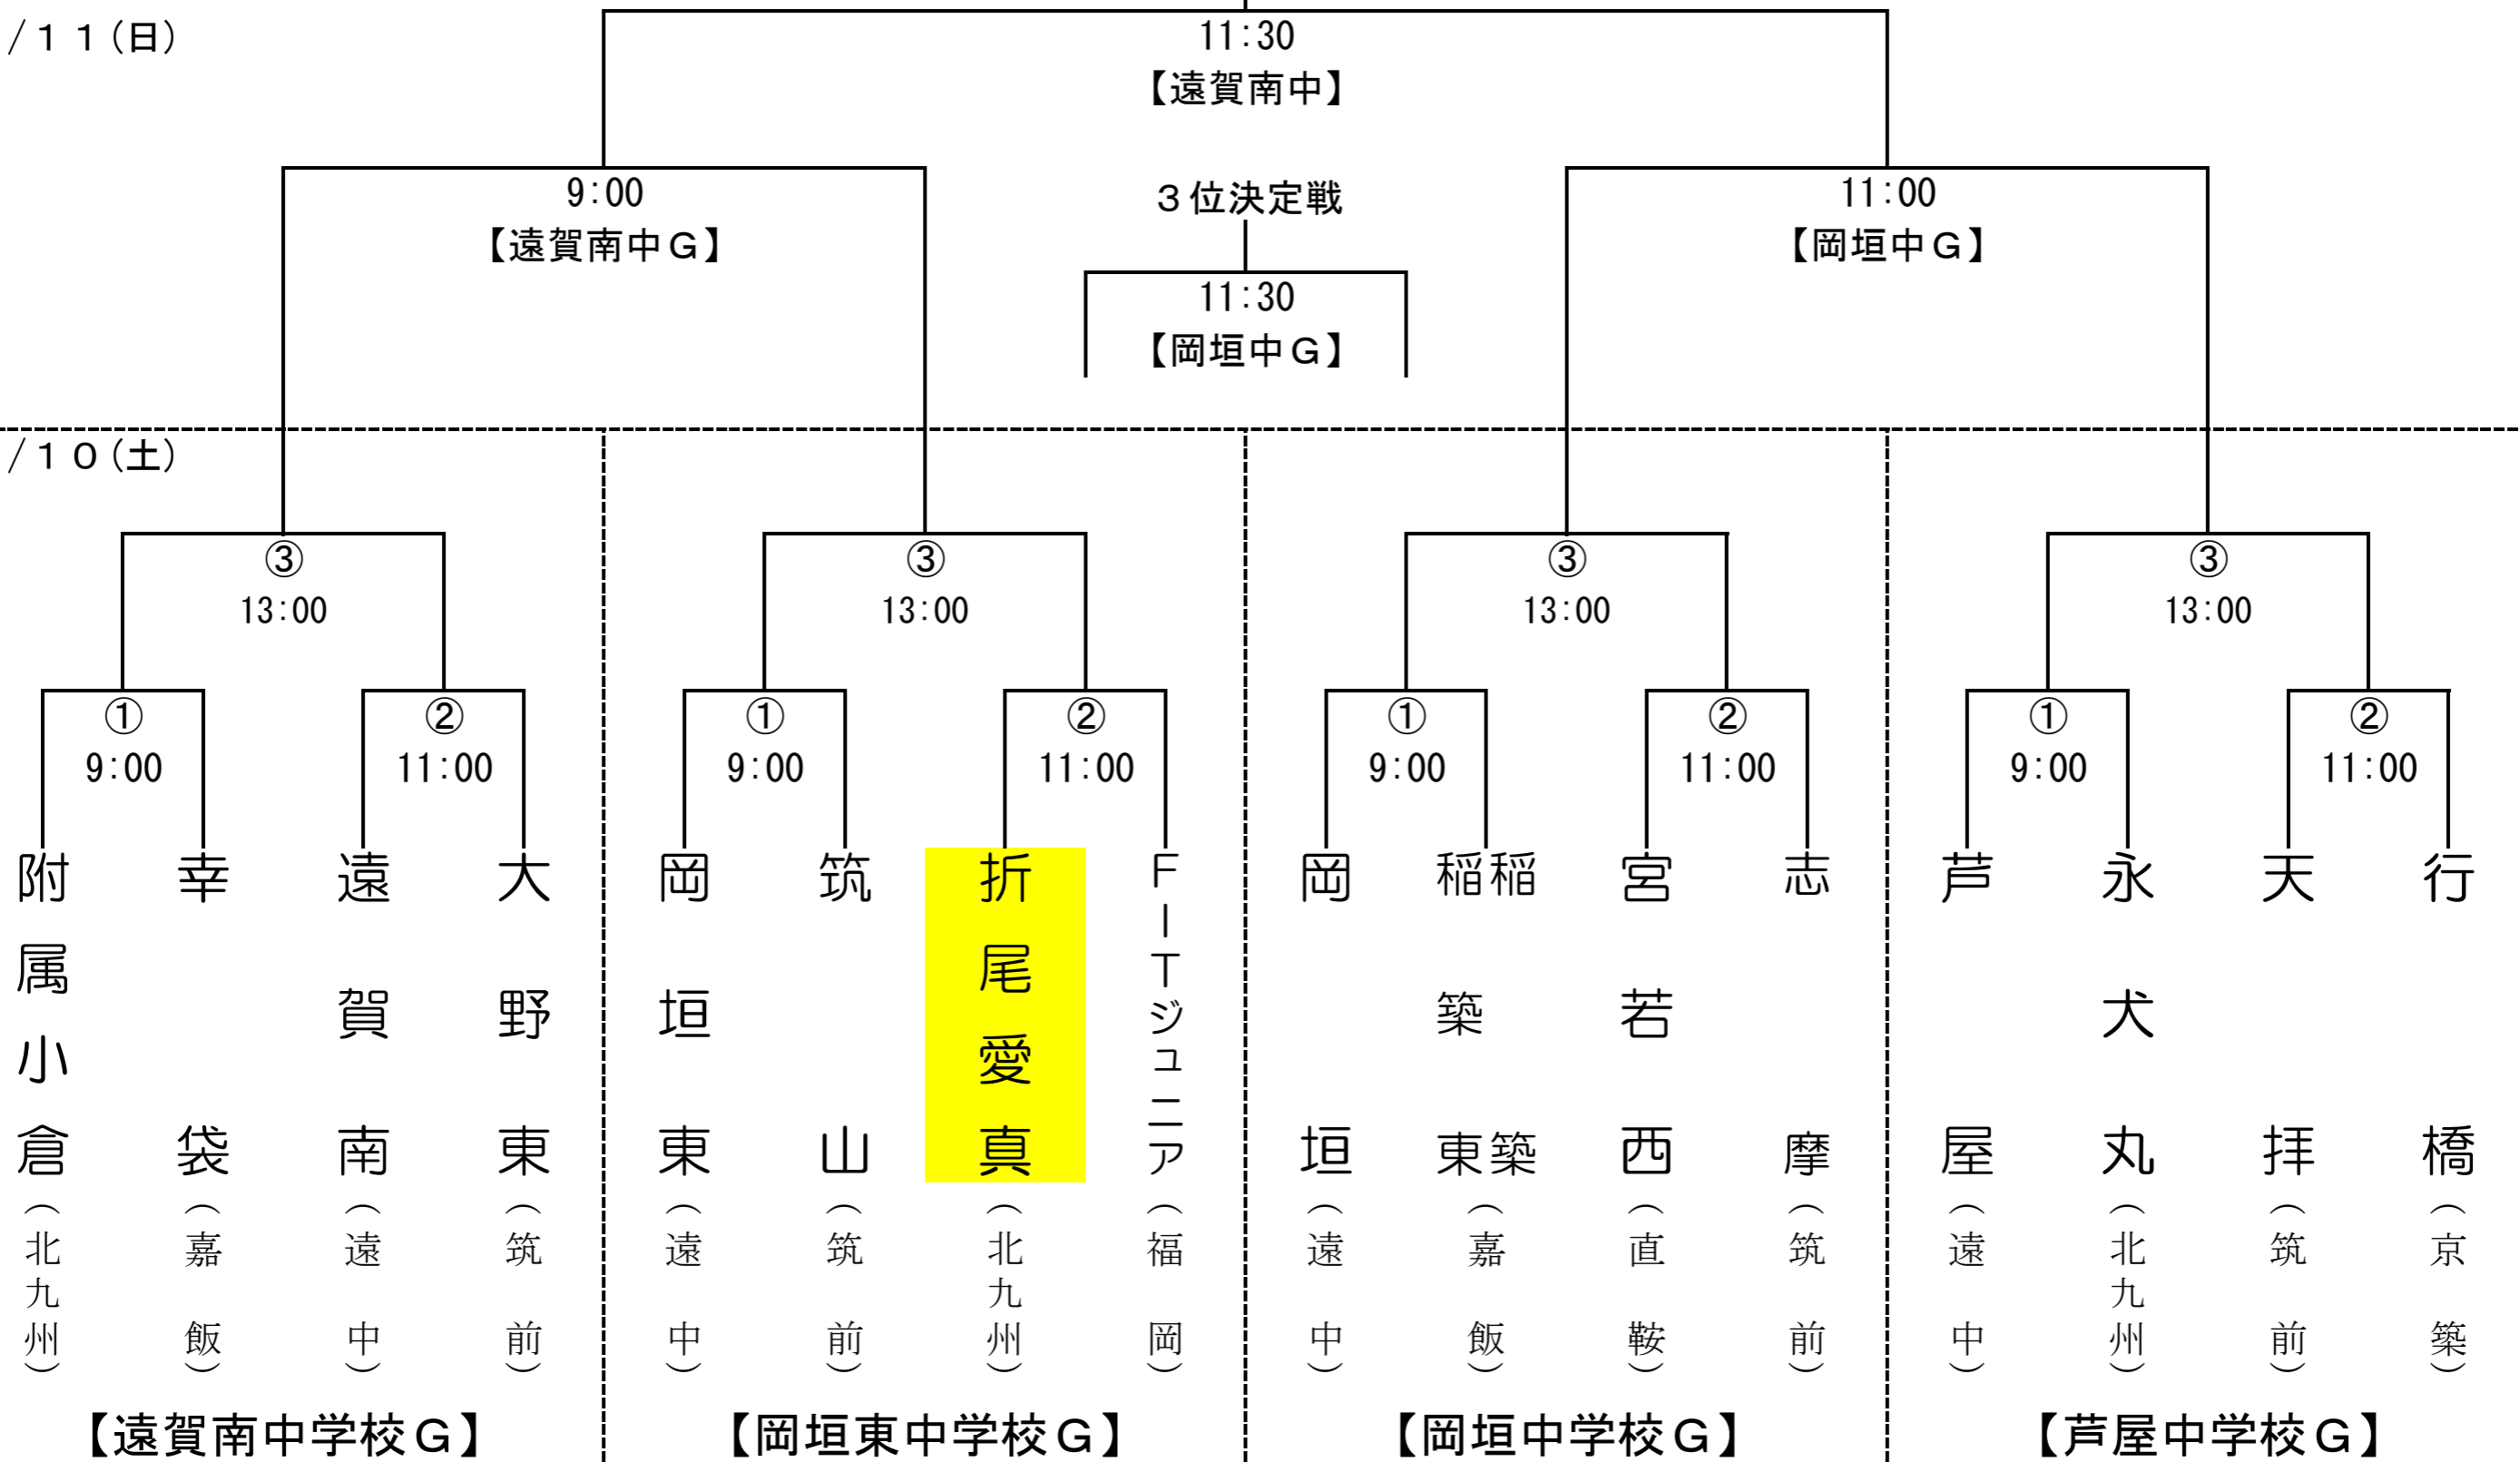 /11(日)
11:30
【遠賀南中】
9:00
【遠賀南中G】
3位決定戦
11:30
【岡垣中G】
11:00
【岡垣中G】
/10(土)
③
13:00
③
13:00
③
13:00
③
13:00
①
9:00
②
11:00
①
9:00
②
11:00
①
9:00
②
11:00
①
9:00
②
11:00
附属小倉(北九州)
幸袋(嘉飯)
遠賀南(遠中)
大野東(筑前)
岡垣東(遠中)
筑山(筑前)
折尾愛真(北九州)
FITジュニア(福岡)
岡垣(遠中)
稲築
稲築東(嘉飯)
宮若西(直鞍)
志摩(筑前)
芦屋(遠中)
永犬丸(北九州)
天拝(筑前)
行橋(京築)
【遠賀南中学校G】
【岡垣東中学校G】
【岡垣中学校G】
【芦屋中学校G】